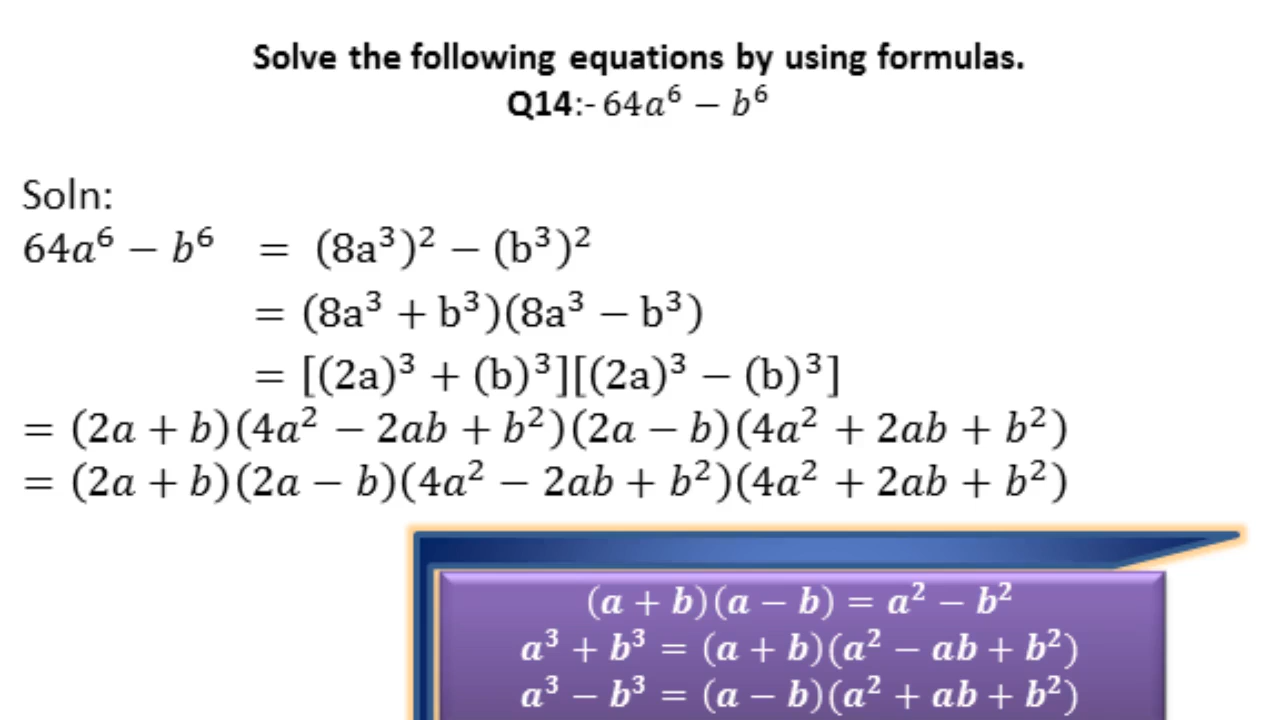 Solve the following equations by using formulas.
Q14:- 64a⁶ − b⁶
Soln:
64a⁶ − b⁶ = (8a³)² − (b³)²
= (8a³ + b³)(8a³ − b³)
= [(2a)³ + (b)³][(2a)³ − (b)³]
= (2a + b)(4a² − 2ab + b²)(2a − b)(4a² + 2ab + b²)
= (2a + b)(2a − b)(4a² − 2ab + b²)(4a² + 2ab + b²)
(a + b)(a − b) = a² − b²
a³ + b³ = (a + b)(a² − ab + b²)
a³ − b³ = (a − b)(a² + ab + b²)